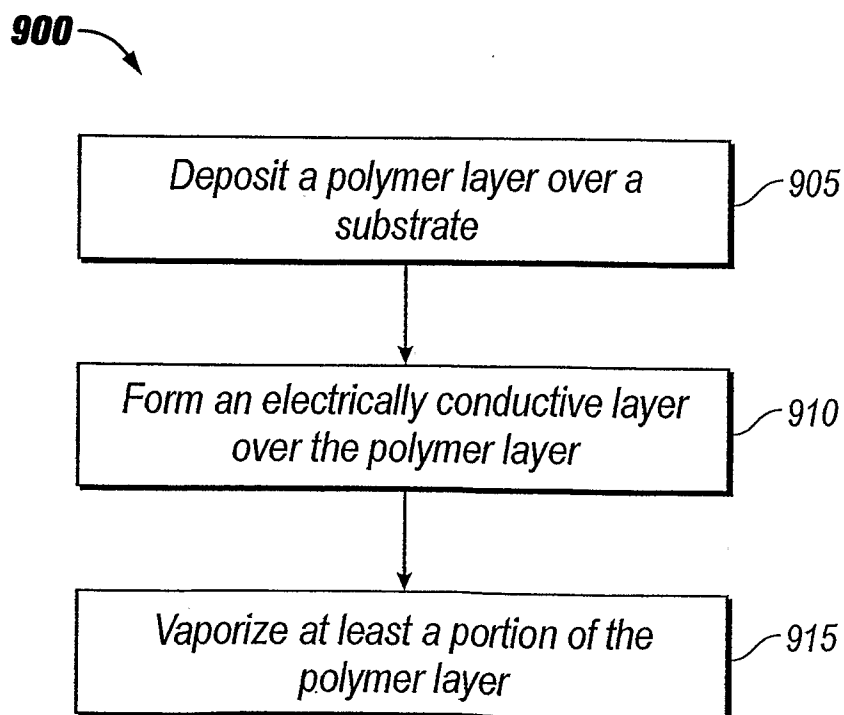 900
Deposit a polymer layer over a
substrate
905
Form an electrically conductive layer
over the polymer layer
910
Vaporize at least a portion of the
polymer layer
915